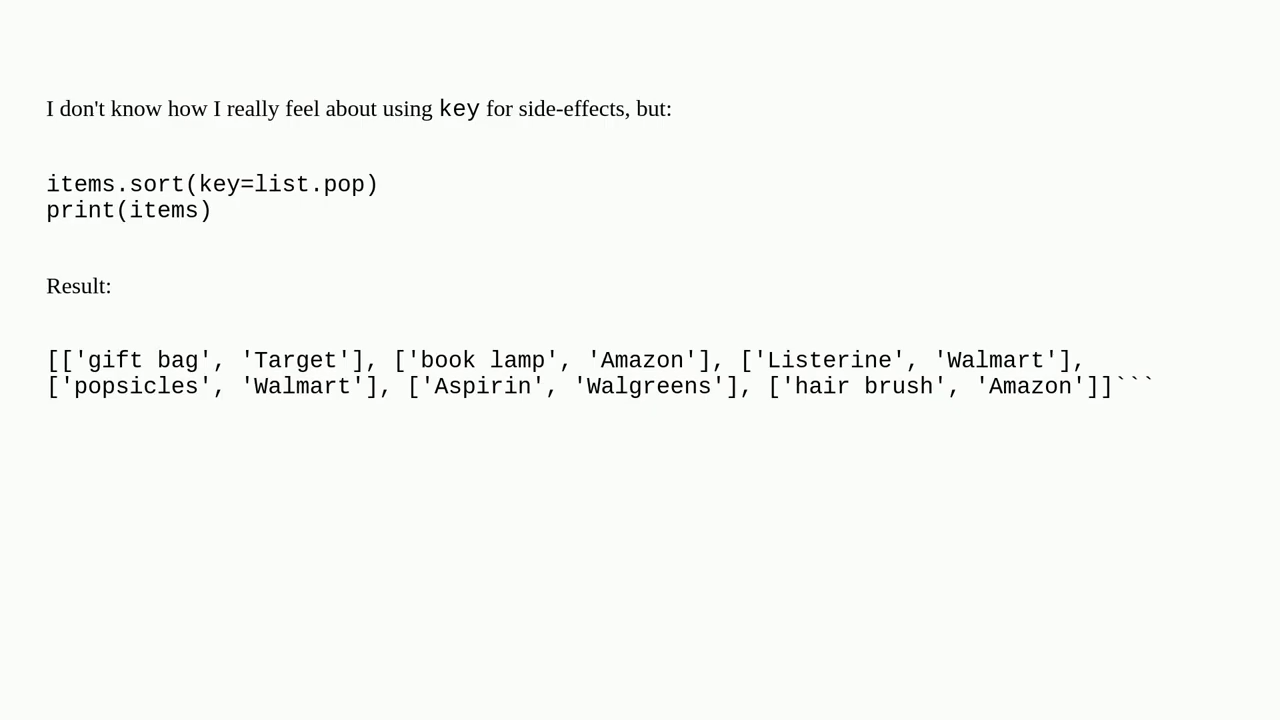 I don't know how I really feel about using key for side-effects, but:
items.sort(key=list.pop)
print(items)
Result:
[['gift bag', 'Target'], ['book lamp', 'Amazon'], ['Listerine', 'Walmart'],
['popsicles', 'Walmart'], ['Aspirin', 'Walgreens'], ['hair brush', 'Amazon']]```